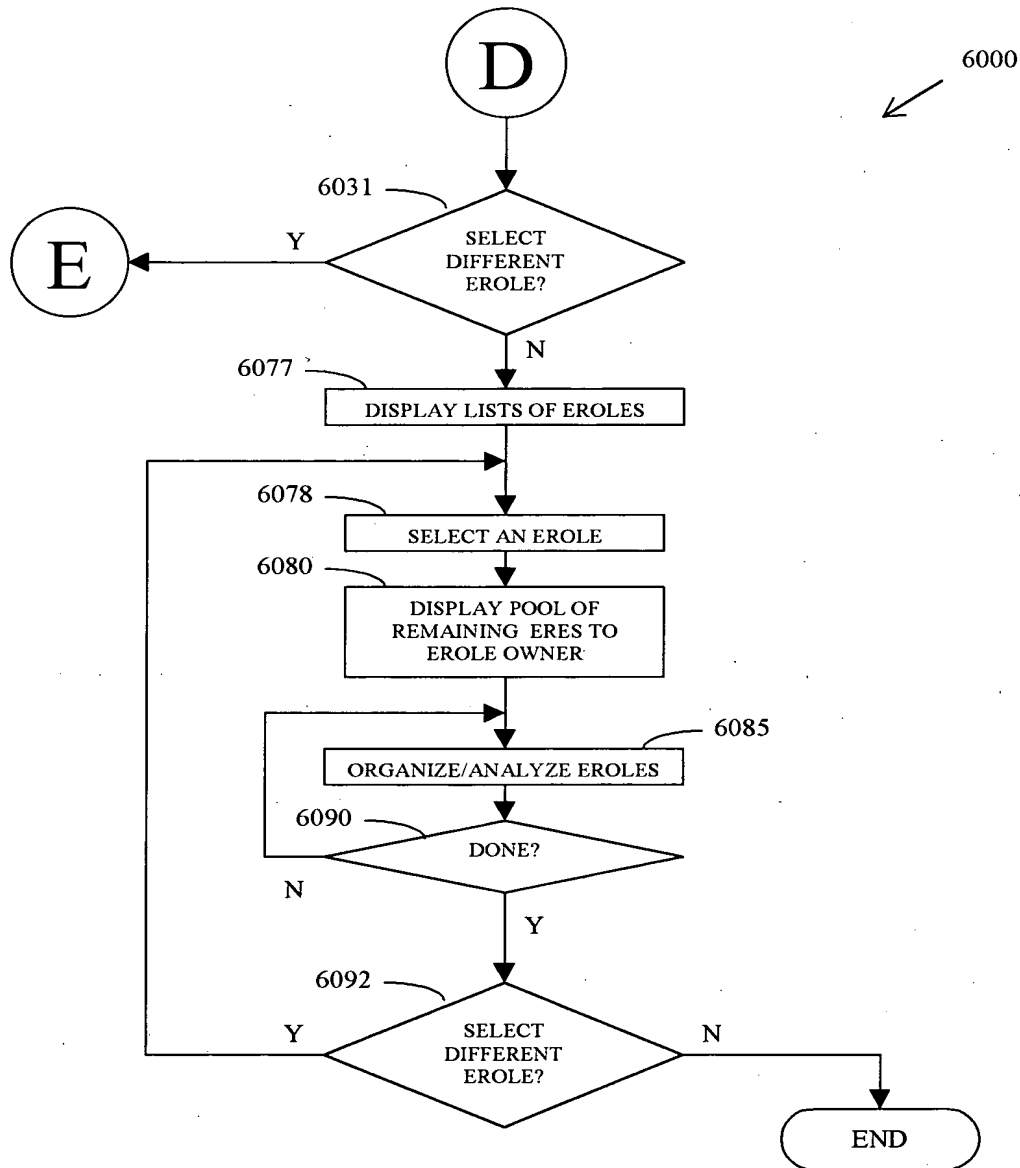 D
6000
6031
SELECT
DIFFERENT
EROLE?
Y
E
N
6077
DISPLAY LISTS OF EROLES
6078
SELECT AN EROLE
6080
DISPLAY POOL OF
REMAINING ERES TO
EROLE OWNER
6085
ORGANIZE/ANALYZE EROLES
6090
DONE?
N
Y
6092
SELECT
DIFFERENT
EROLE?
Y
N
END